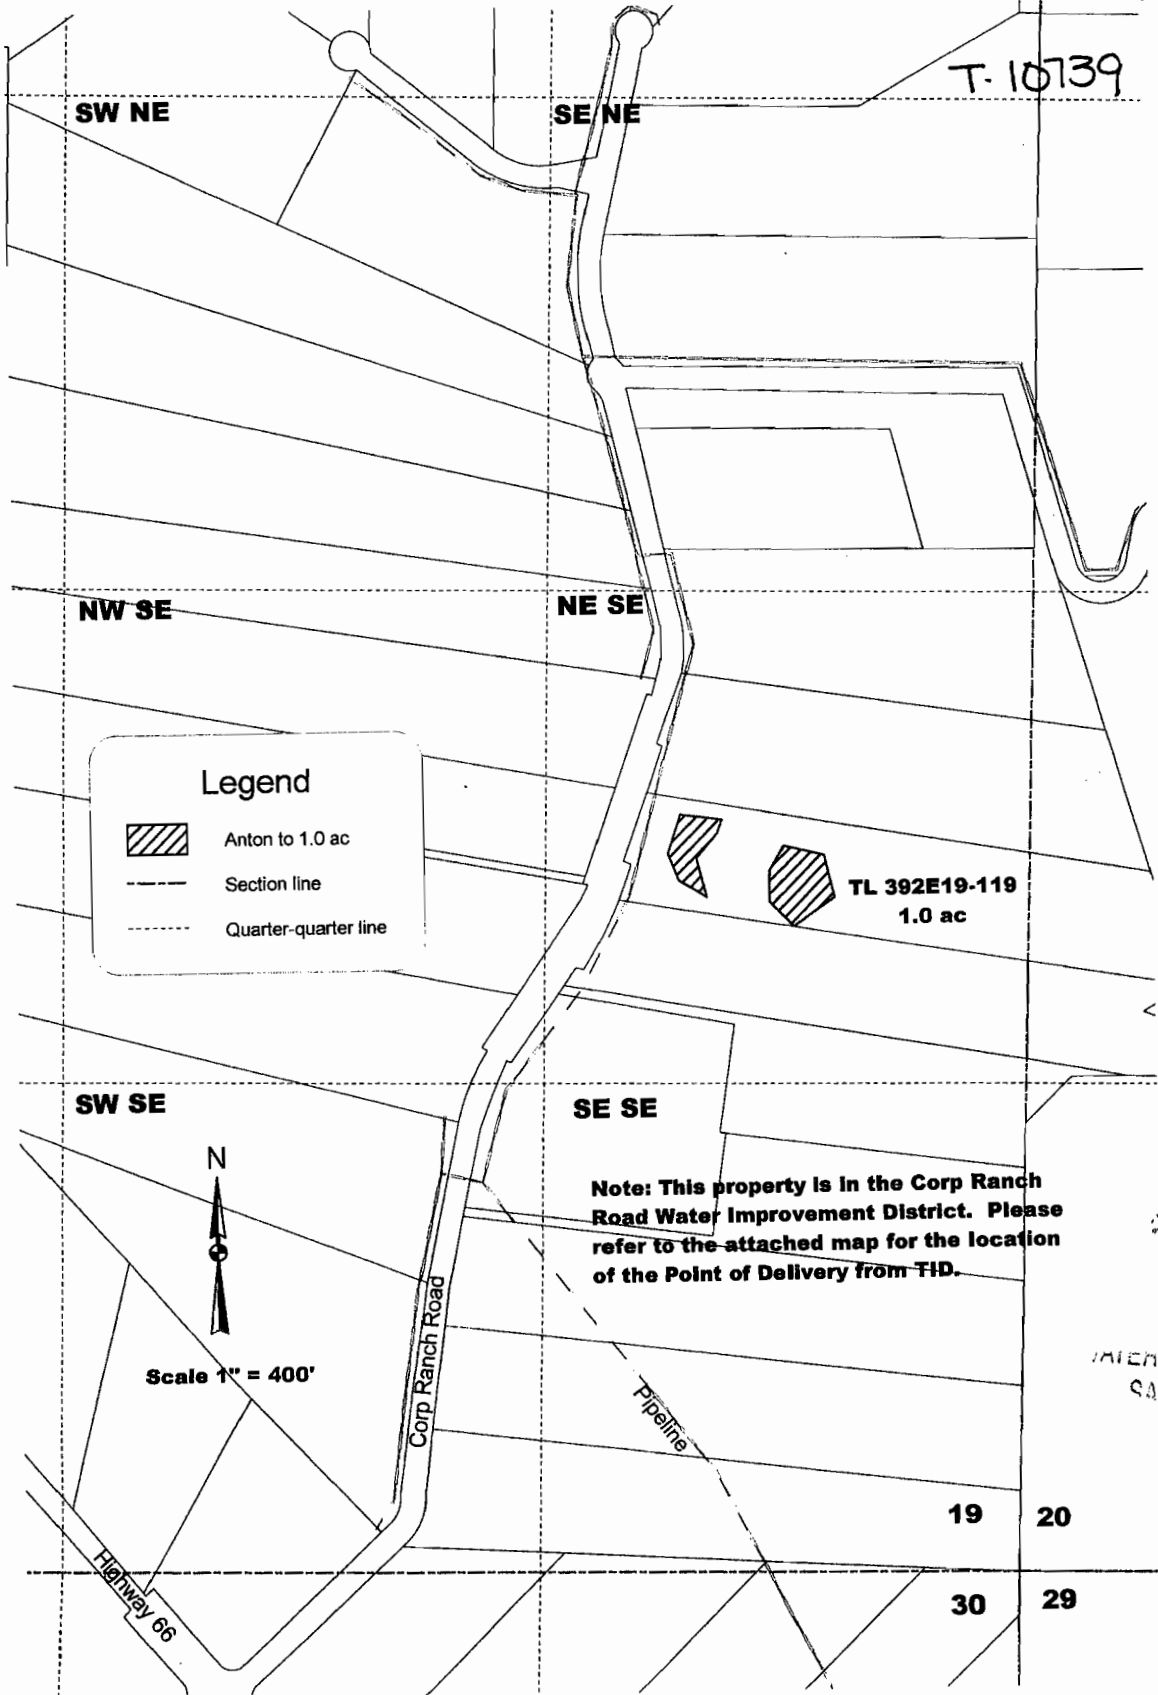 T-10739
SW NE
SE NE
NW SE
NE SE
Legend
Anton to 1.0 ac
Section line
Quarter-quarter line
TL 392E19-119
1.0 ac
SW SE
SE SE
N
Note: This property is in the Corp Ranch
Road Water Improvement District. Please
refer to the attached map for the location
of the Point of Delivery from TID.
Scale 1" = 400'
Corp Ranch Road
Pipeline
Highway 66
19
20
30
29